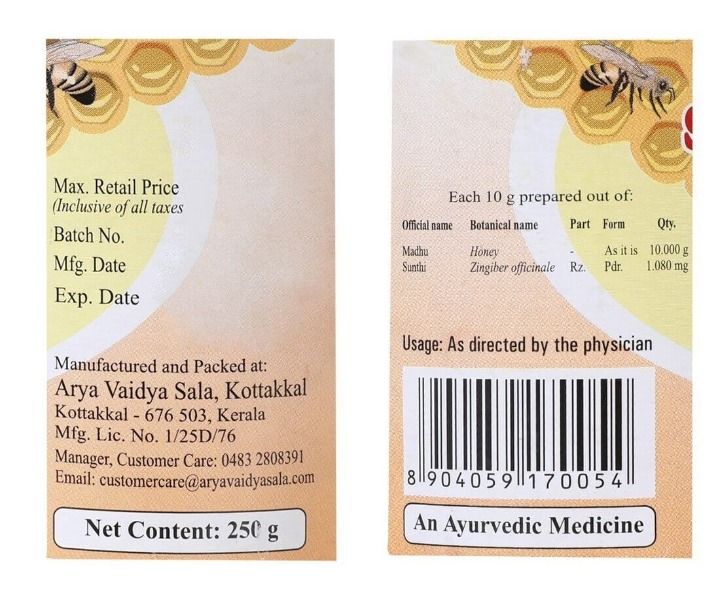 Max. Retail Price
(Inclusive of all taxes
Batch No.
Mfg. Date
Exp. Date
Manufactured and Packed at:
Arya Vaidya Sala, Kottakkal
Kottakkal - 676 503, Kerala
Mfg. Lic. No. 1/25D/76
Manager, Customer Care: 0483 2808391
Email: customercare@aryavaidyasala.com
Net Content: 250 g
Each 10 g prepared out of:
Official name Botanical name Part Form Qty.
Madhu Honey - As it is 10.000 g
Sunthi Zingiber officinale Rz. Pdr. 1.080 mg
Usage: As directed by the physician
8 904059 170054
An Ayurvedic Medicine